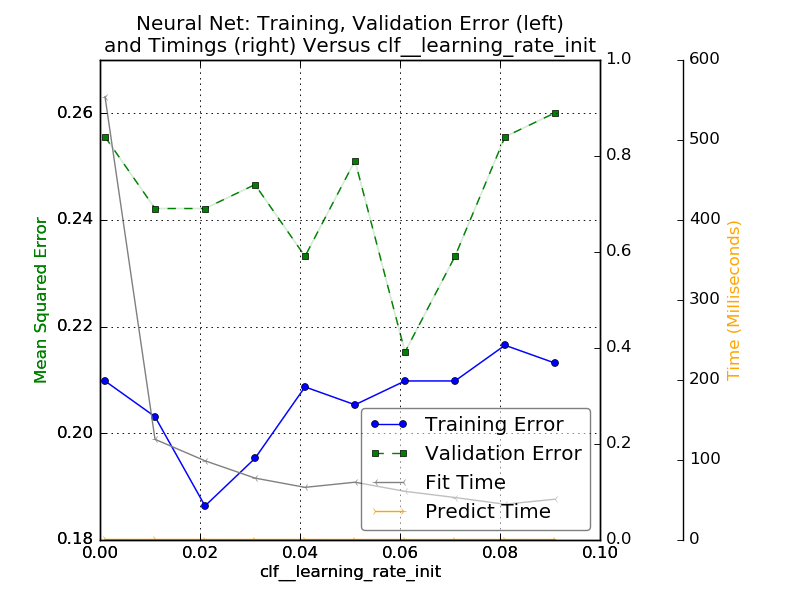 Neural Net: Training, Validation Error (left)
and Timings (right) Versus clf__learning_rate_init
Mean Squared Error
0.26
0.24
0.22
0.20
0.18
0.00 0.02 0.04 0.06 0.08 0.10
clf__learning_rate_init
1.0
0.8
0.6
0.4
0.2
0.0
600
500
400
300
200
100
0
Time (Milliseconds)
Training Error
Validation Error
Fit Time
Predict Time